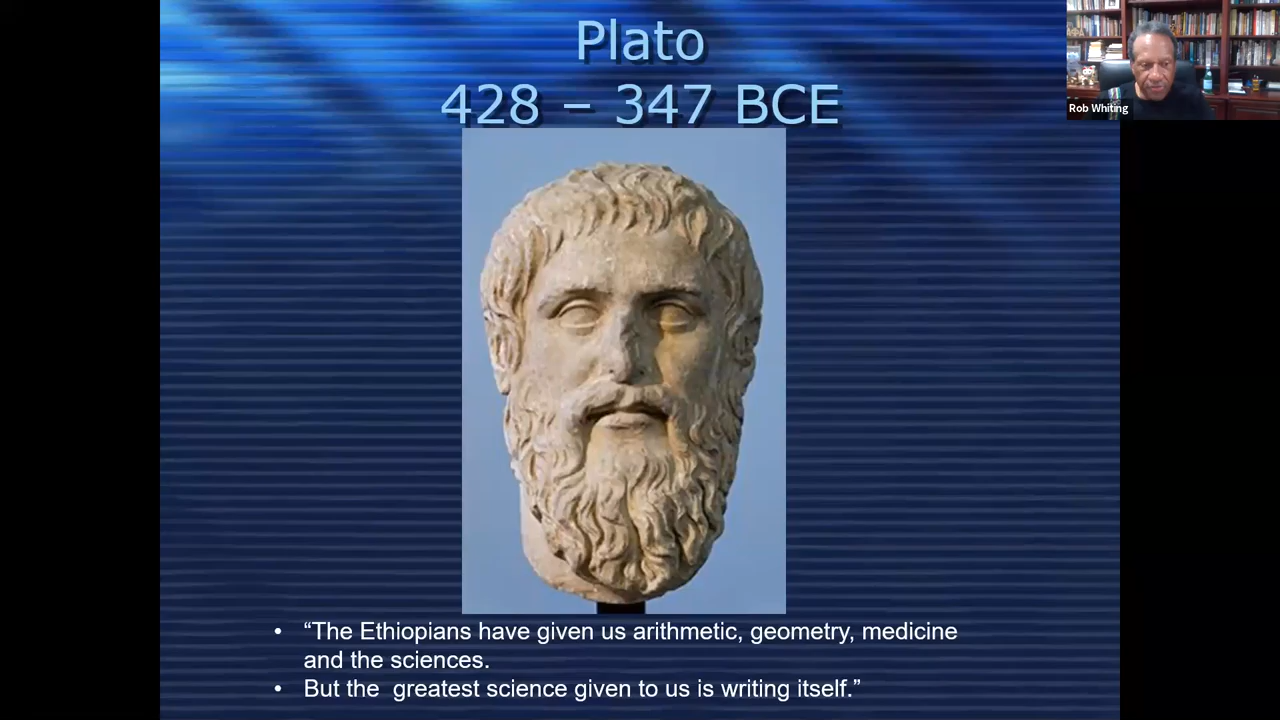 Plato
428 – 347 BCE
Rob Whiting
• “The Ethiopians have given us arithmetic, geometry, medicine
and the sciences.
• But the  greatest science given to us is writing itself.”